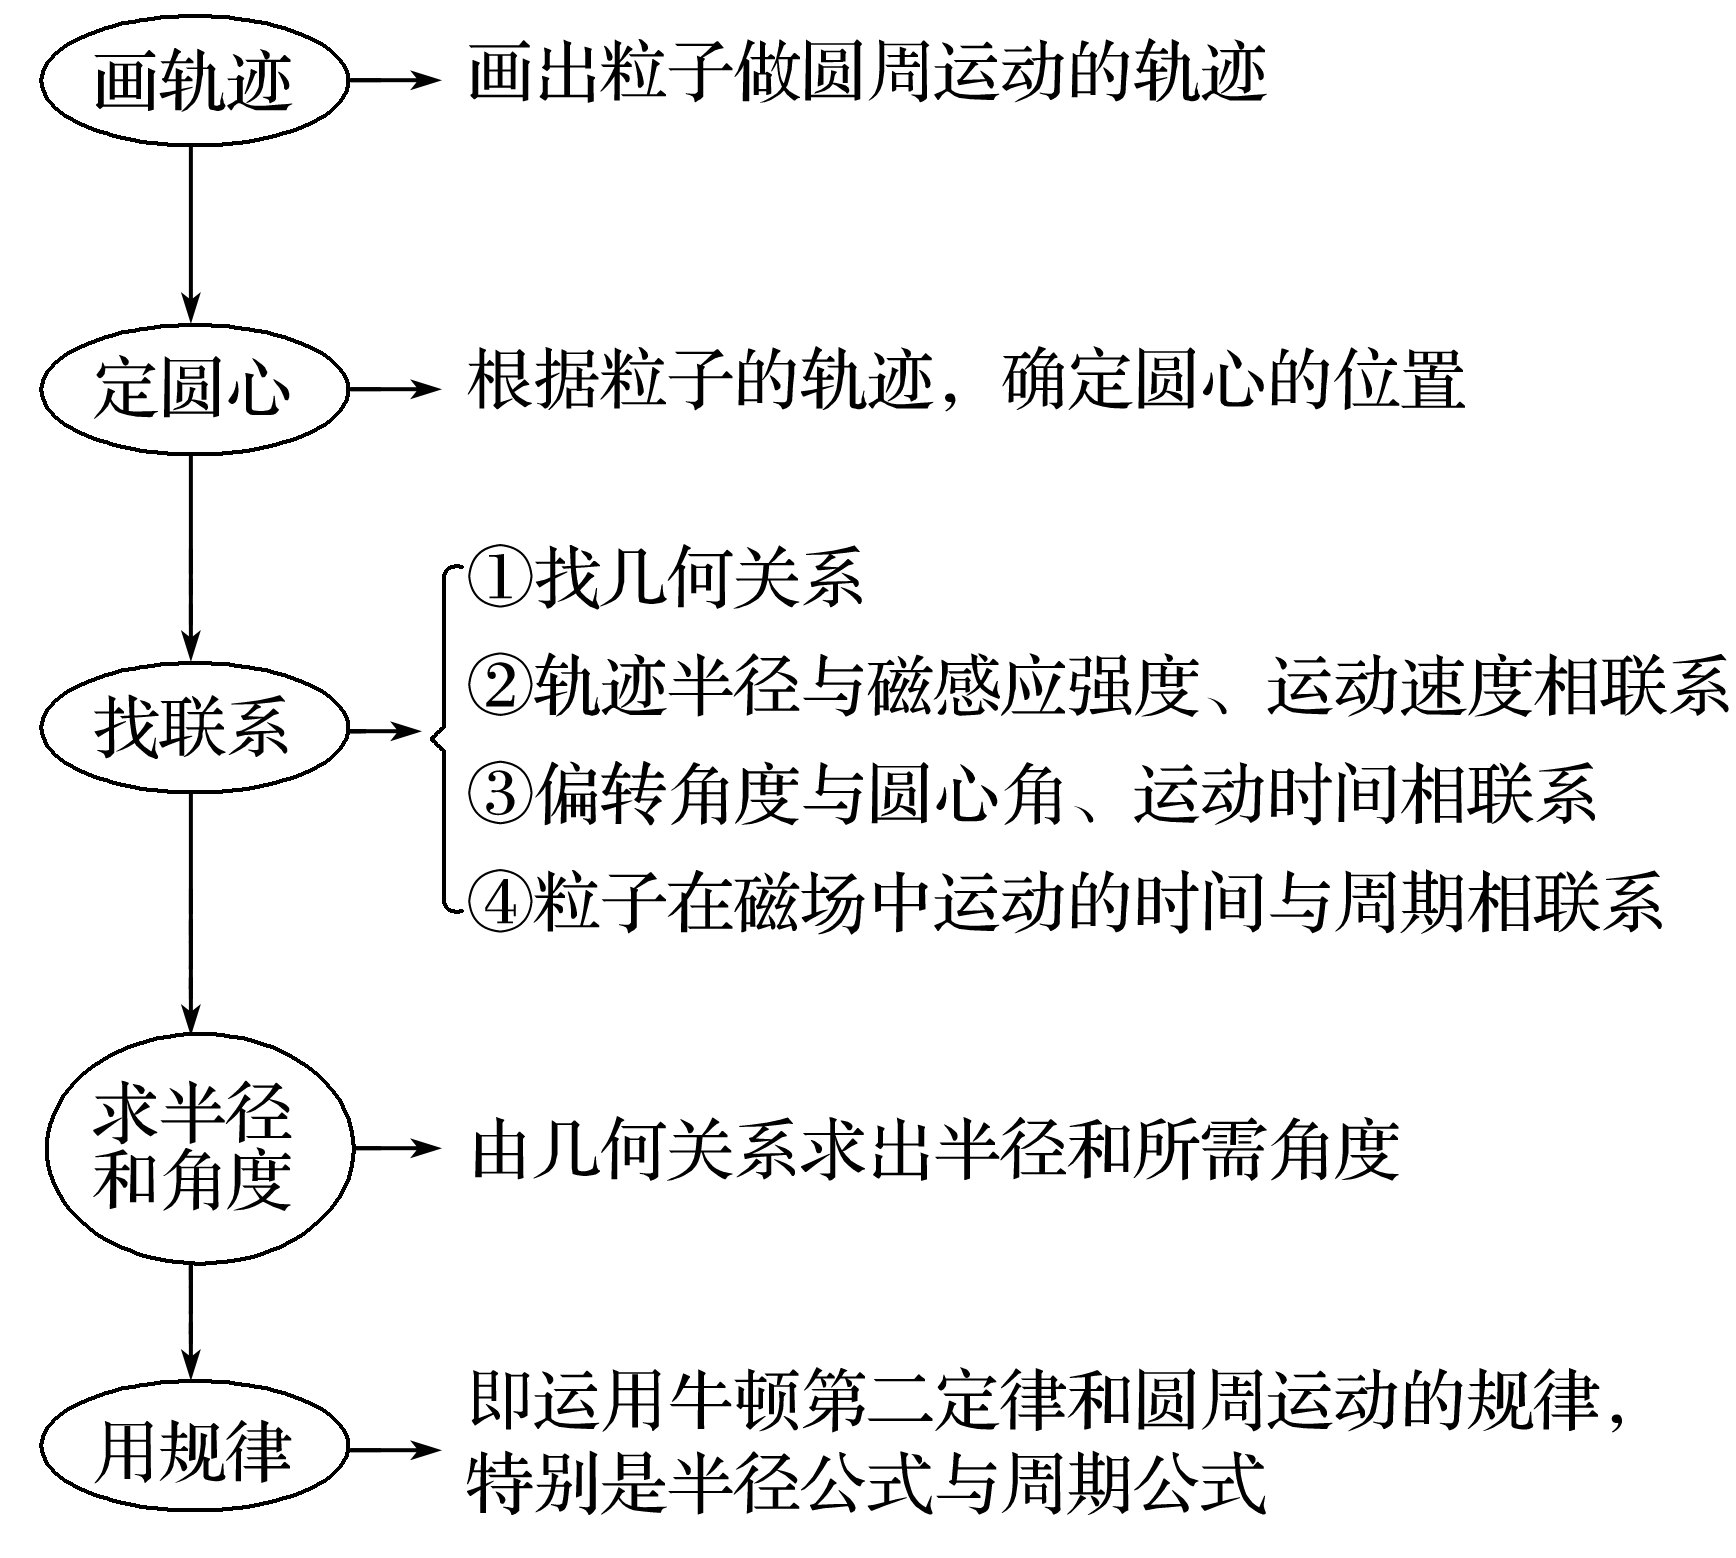 画轨迹
画出粒子做圆周运动的轨迹
定圆心
根据粒子的轨迹，确定圆心的位置
找联系
①找几何关系
②轨迹半径与磁感应强度、运动速度相联系
③偏转角度与圆心角、运动时间相联系
④粒子在磁场中运动的时间与周期相联系
求半径
和角度
由几何关系求出半径和所需角度
用规律
即运用牛顿第二定律和圆周运动的规律，
特别是半径公式与周期公式